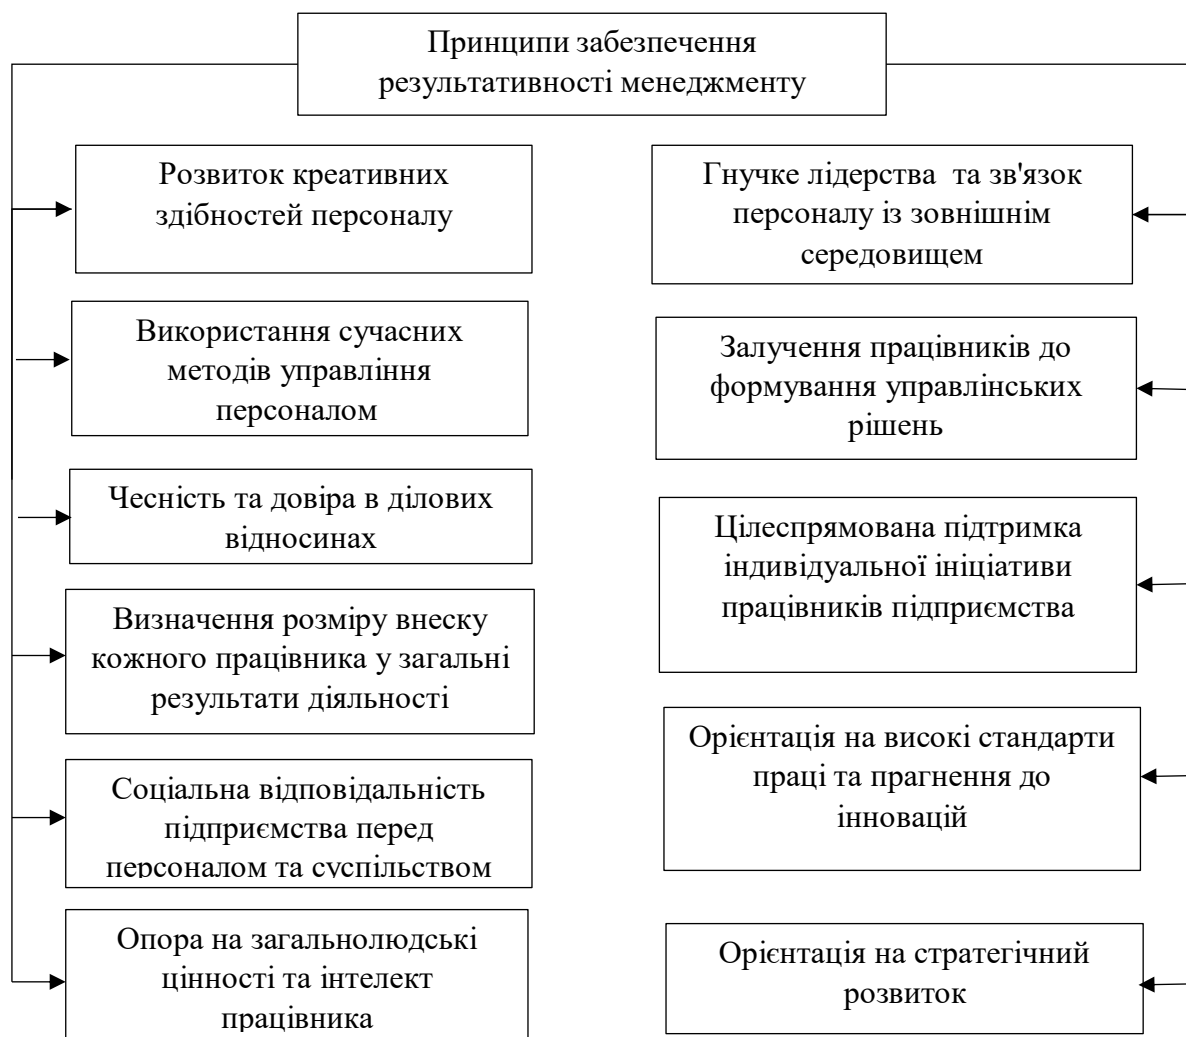 Принципи забезпечення
результативності менеджменту
Розвиток креативних
здібностей персоналу
Використання сучасних
методів управління
персоналом
Чесність та довіра в ділових
відносинах
Визначення розміру внеску
кожного працівника у загальні
результати діяльності
Соціальна відповідальність
підприємства перед
персоналом та суспільством
Опора на загальнолюдські
цінності та інтелект
працівника
Гнучке лідерства та зв'язок
персоналу із зовнішнім
середовищем
Залучення працівників до
формування управлінських
рішень
Цілеспрямована підтримка
індивідуальної ініціативи
працівників підприємства
Орієнтація на високі стандарти
праці та прагнення до
інновацій
Орієнтація на стратегічний
розвиток